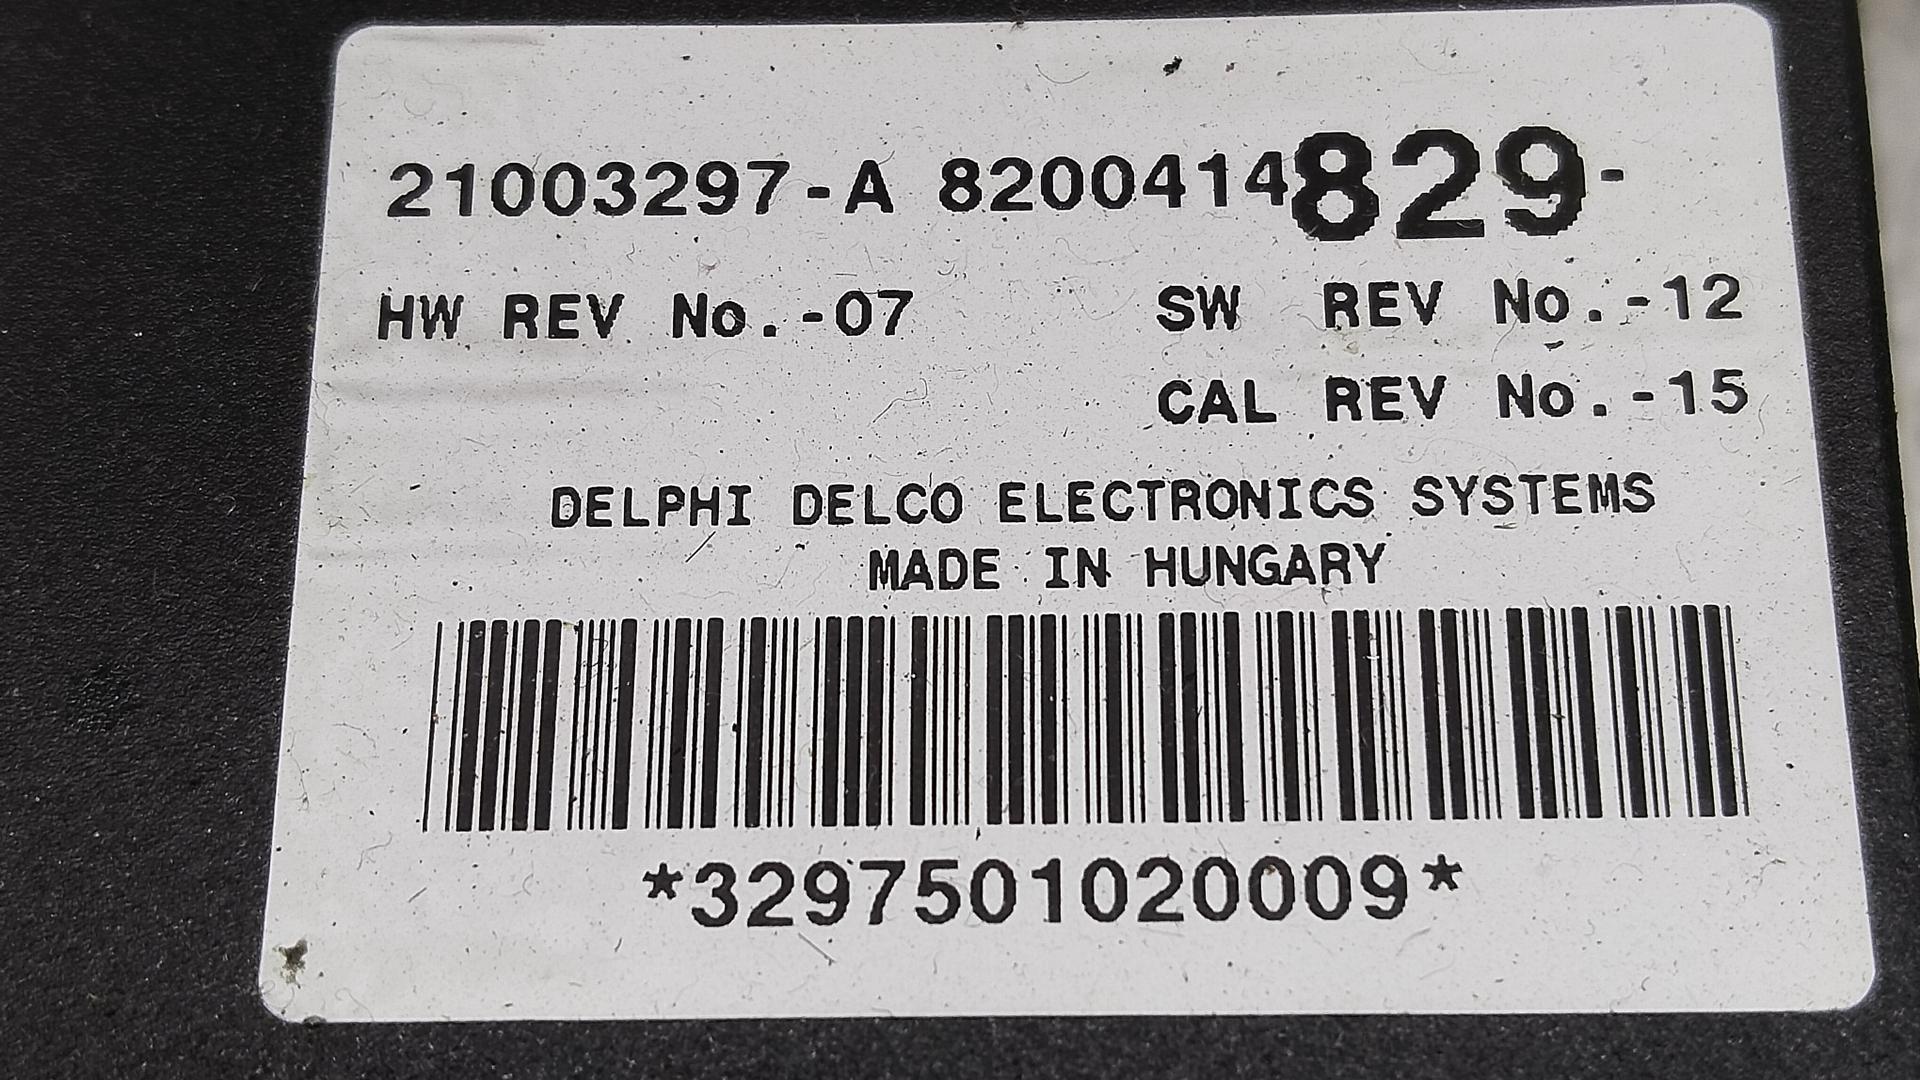 21003297-A 8200414829-
HW REV No.-07 SW REV No.-12
CAL REV No.-15
DELPHI DELCO ELECTRONICS SYSTEMS
MADE IN HUNGARY
*3297501020009*